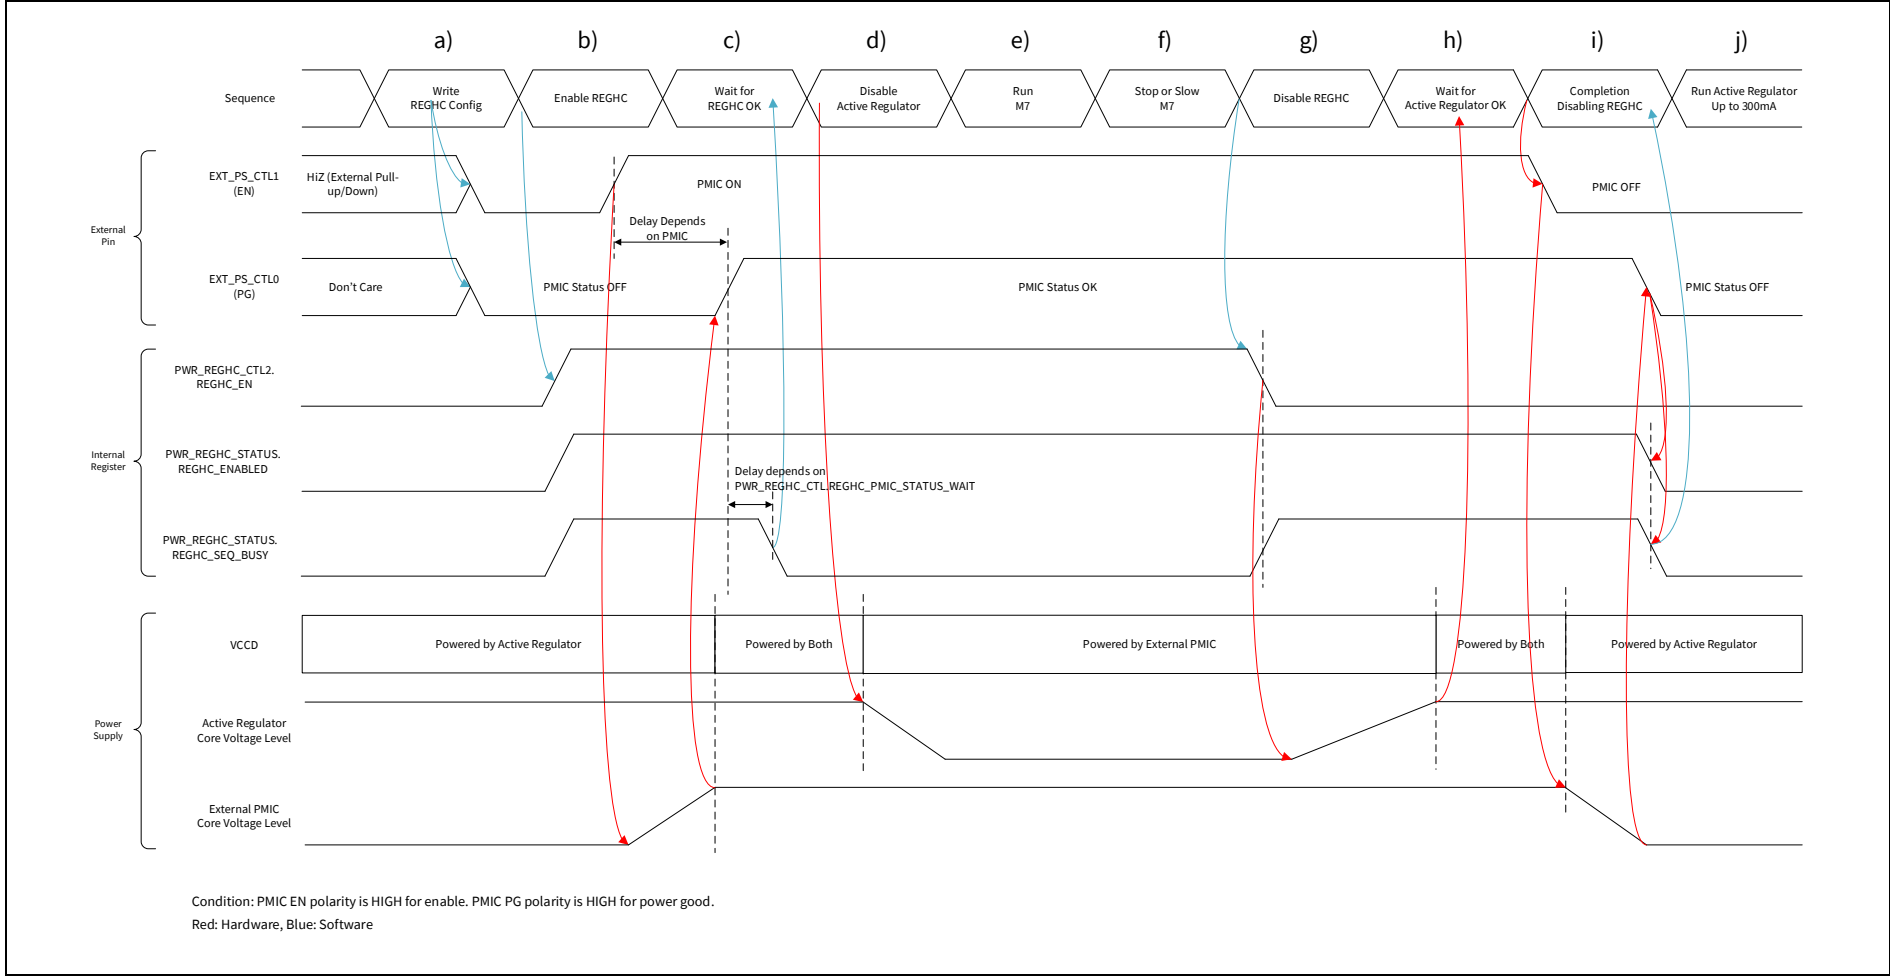 a)
b)
c)
d)
e)
f)
g)
h)
i)
j)
Sequence
Write
REGHC Config
Enable REGHC
Wait for
REGHC OK
Disable
Active Regulator
Run
M7
Stop or Slow
M7
Disable REGHC
Wait for
Active Regulator OK
Completion
Disabling REGHC
Run Active Regulator
Up to 300mA
External
Pin
EXT_PS_CTL1
(EN)
HiZ (External Pull-
up/Down)
PMIC ON
PMIC OFF
Delay Depends
on PMIC
EXT_PS_CTL0
(PG)
Don't Care
PMIC Status OFF
PMIC Status OK
PMIC Status OFF
Internal
Register
PWR_REGHC_CTL2.
REGHC_EN
PWR_REGHC_STATUS.
REGHC_ENABLED
Delay depends on
PWR_REGHC_CTL.REGHC_PMIC_STATUS_WAIT
PWR_REGHC_STATUS.
REGHC_SEQ_BUSY
Power
Supply
VCCD
Powered by Active Regulator
Powered by Both
Powered by External PMIC
Powered by Both
Powered by Active Regulator
Active Regulator
Core Voltage Level
External PMIC
Core Voltage Level
Condition: PMIC EN polarity is HIGH for enable. PMIC PG polarity is HIGH for power good.
Red: Hardware, Blue: Software